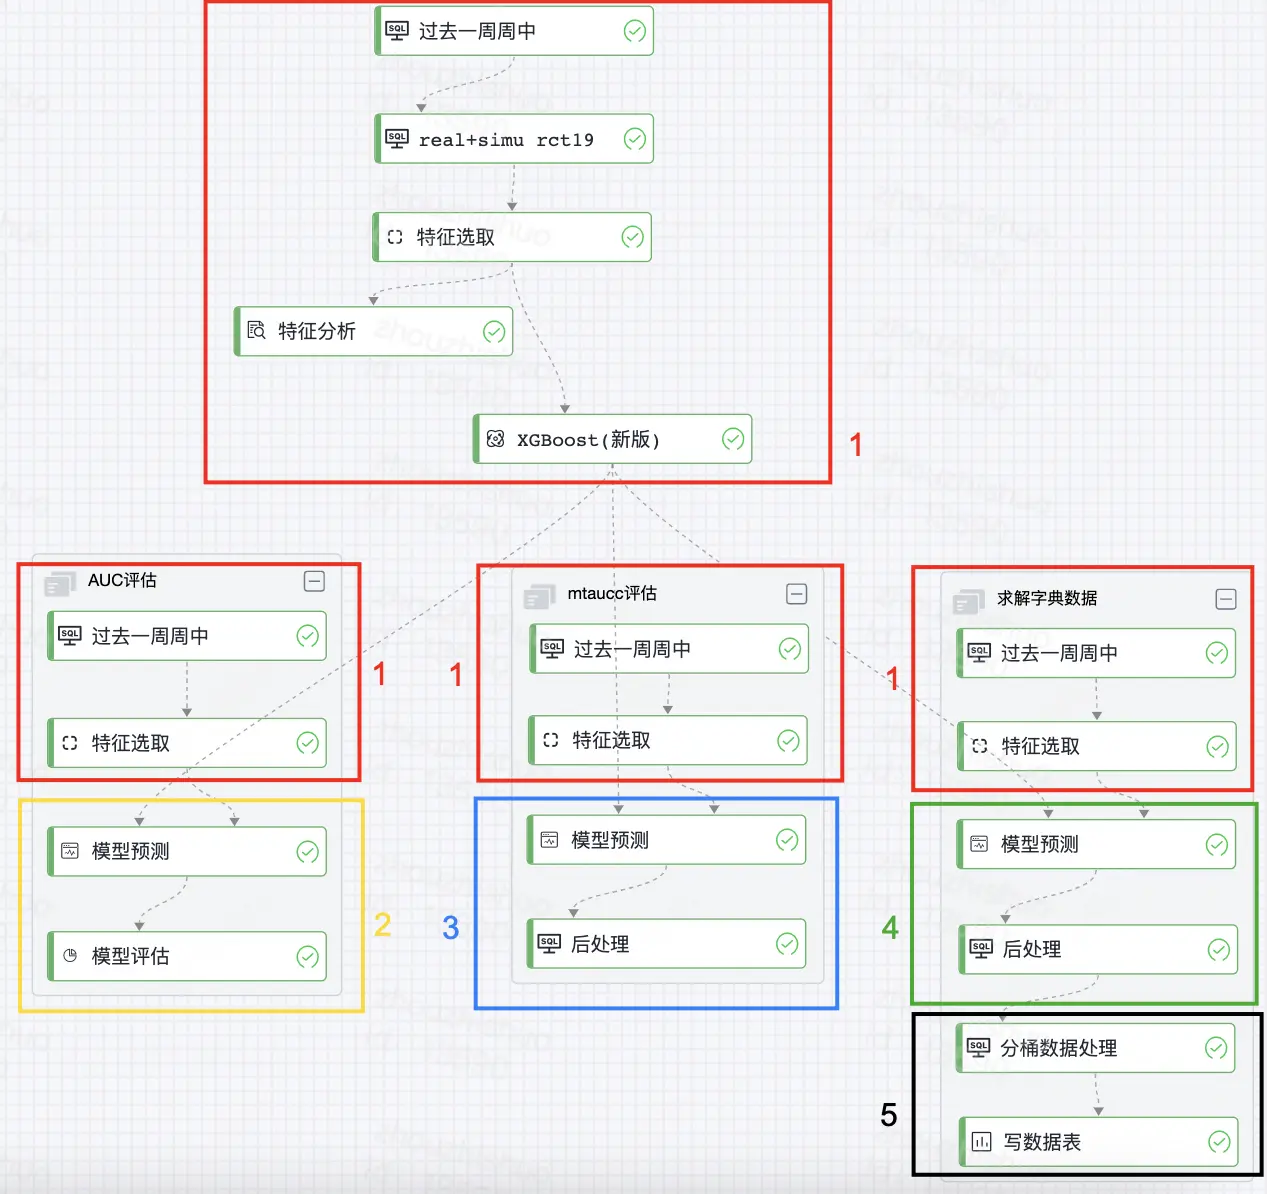 过去一周周中
real+simu rct19
特征选取
特征分析
XGBoost(新版)
1
AUC评估
过去一周周中
特征选取
1
模型预测
模型评估
2
mtaucc评估
过去一周周中
特征选取
1
模型预测
后处理
3
求解字典数据
过去一周周中
特征选取
1
模型预测
后处理
4
分桶数据处理
写数据表
5